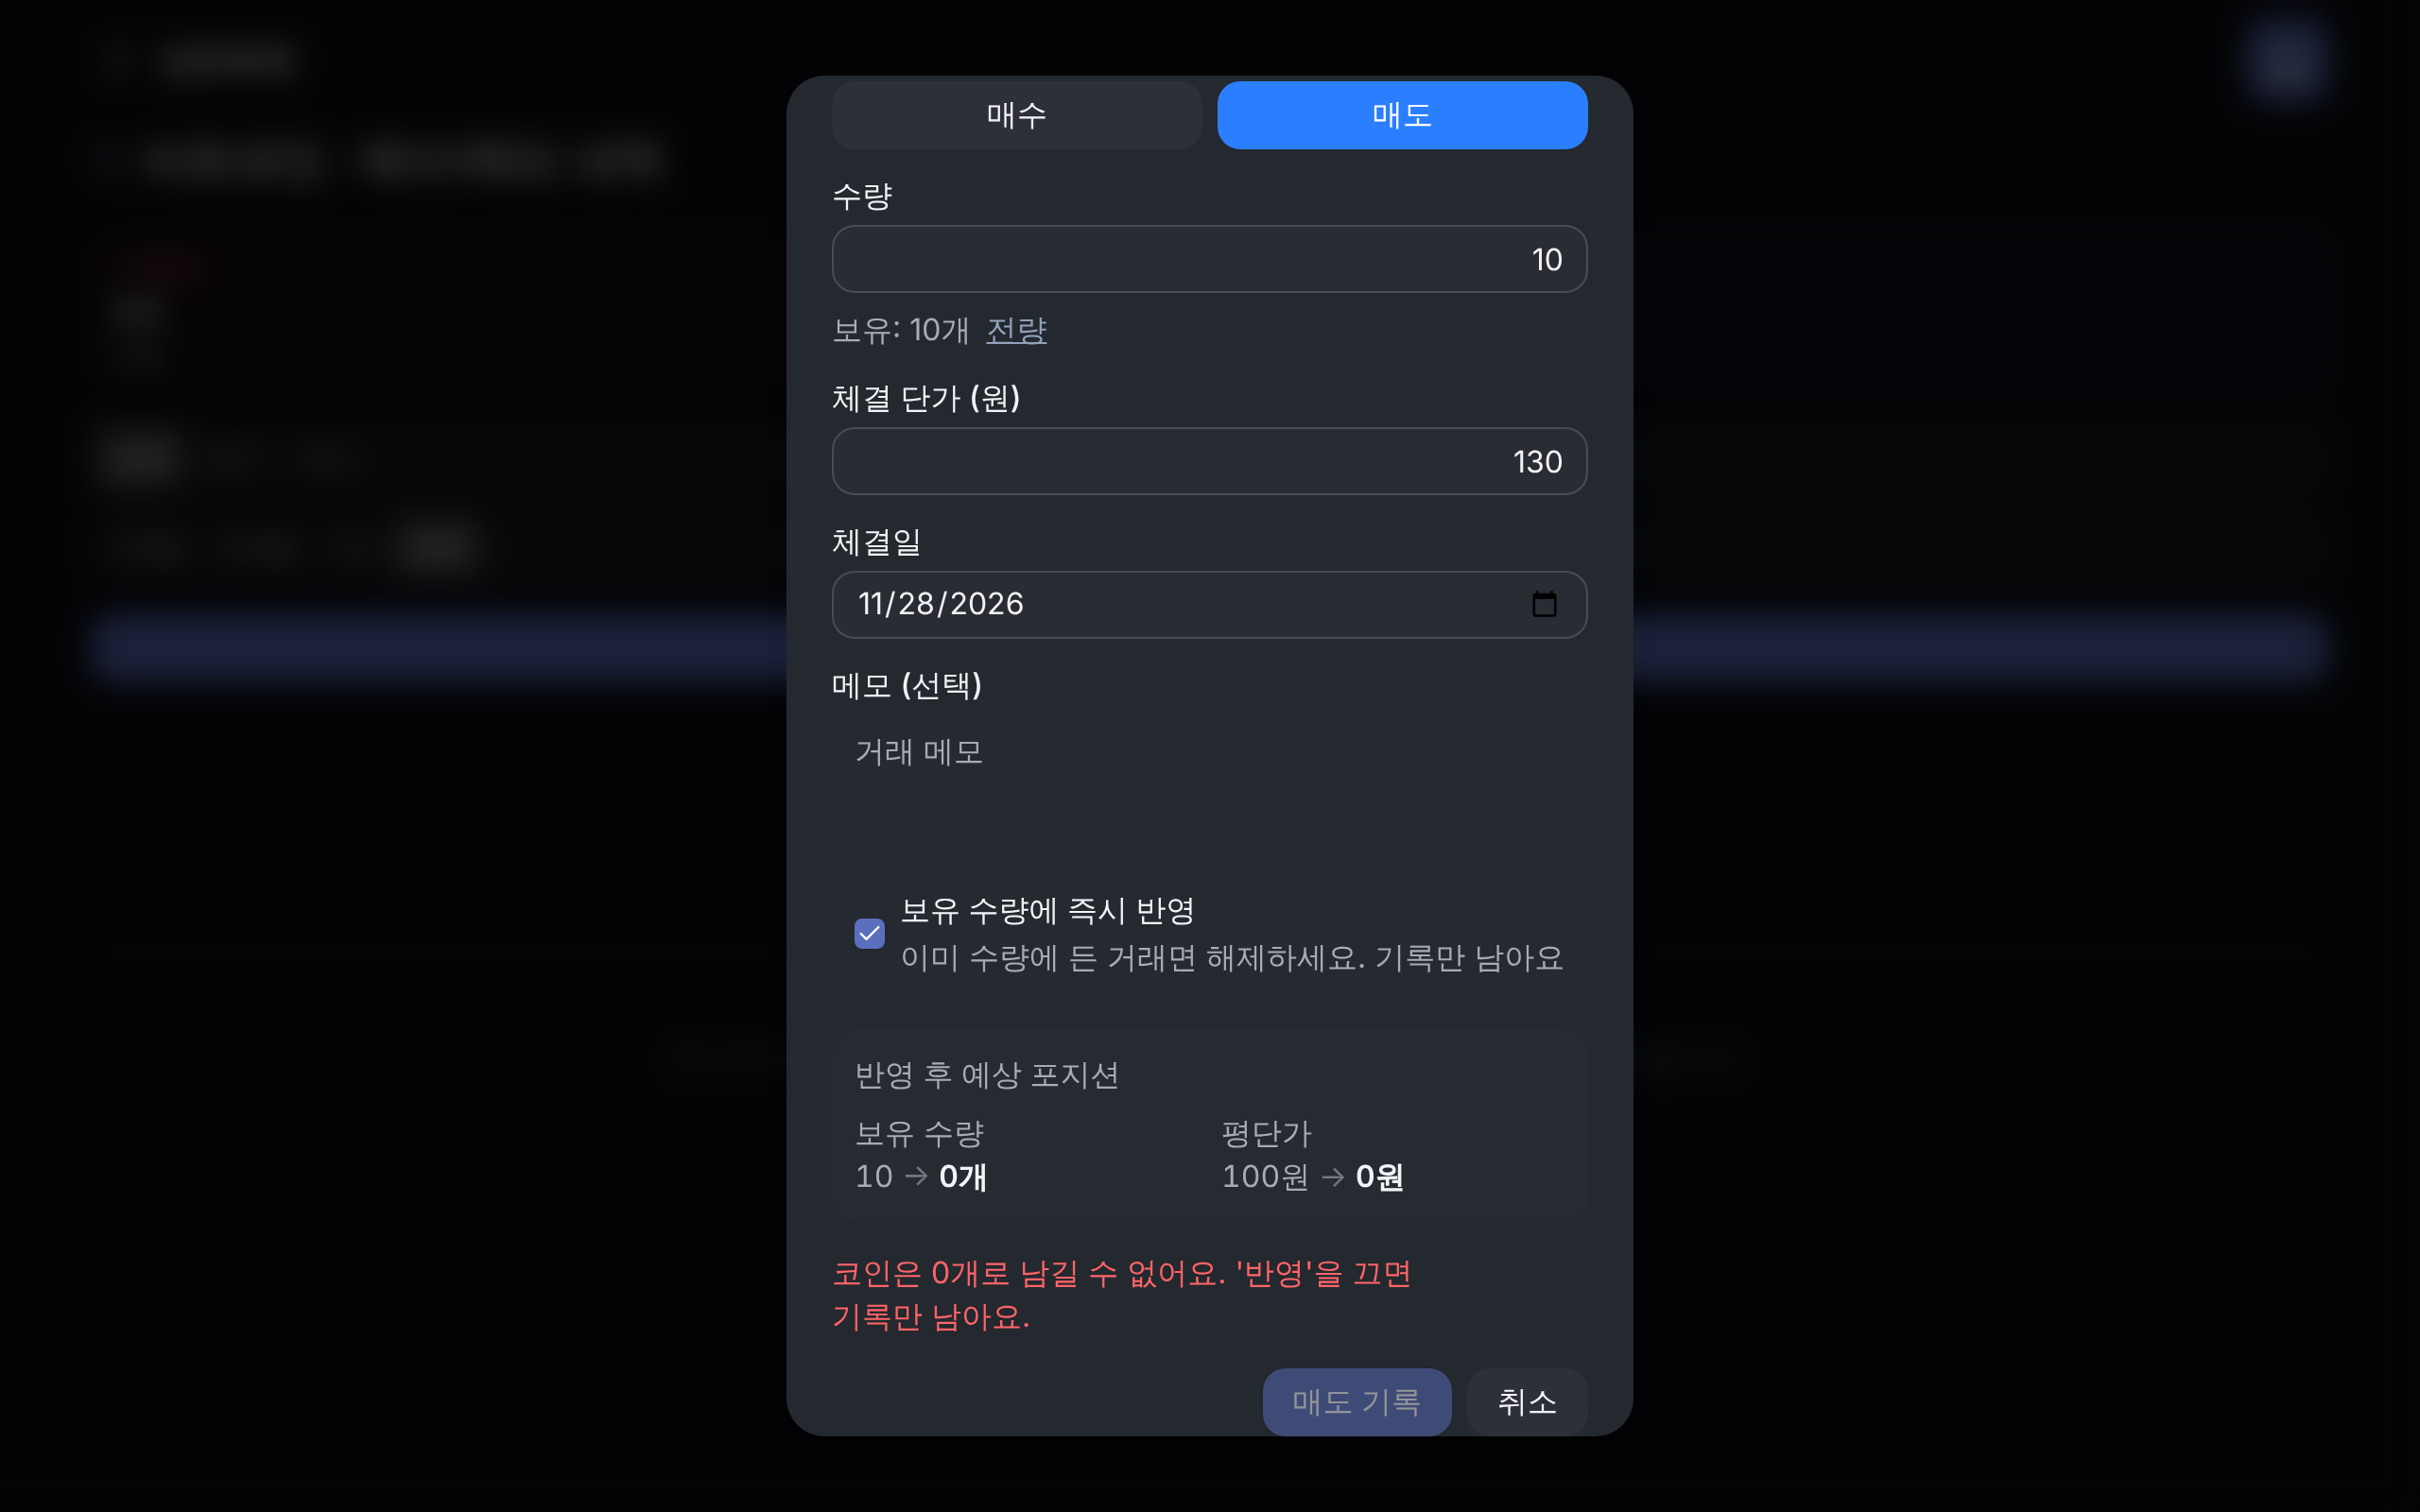 매수
매도
수량
10
보유: 10개 전량
체결 단가 (원)
130
체결일
11/28/2026
메모 (선택)
거래 메모
보유 수량에 즉시 반영
이미 수량에 든 거래면 해제하세요. 기록만 남아요
반영 후 예상 포지션
보유 수량
10 → 0개
평단가
100원 → 0원
코인은 0개로 남길 수 없어요. '반영'을 끄면
기록만 남아요.
매도 기록
취소